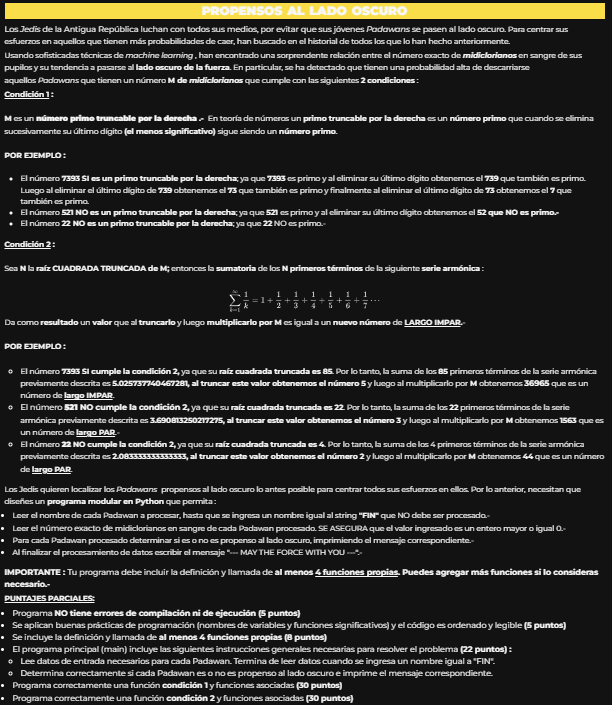 PROPENSOS AL LADO OSCURO
Los Jedis de la Antigua República luchan con todos sus medios, por evitar que sus jóvenes Padawans se pasen al lado oscuro. Para centrar sus
esfuerzos en aquellos que tienen más probabilidades de caer, han buscado en el historial de todos los que lo han hecho anteriormente.
Usando sofisticadas técnicas de machine learning , han encontrado una sorprendente relación entre el número exacto de midiclorianos en sangre de sus
pupilos y su tendencia a pasarse al lado oscuro de la fuerza. En particular, se ha detectado que tienen una probabilidad alta de descarriarse
aquellos Padawans que tienen un número M de midiclorianos que cumple con las siguientes 2 condiciones :
Condición 1 :
M es un número primo truncable por la derecha .- En teoría de números un primo truncable por la derecha es un número primo que cuando se elimina
sucesivamente su último dígito (el menos significativo) sigue siendo un número primo.
POR EJEMPLO :
• El número 7393 SI es un primo truncable por la derecha; ya que 7393 es primo y al eliminar su último dígito obtenemos el 739 que también es primo.
Luego al eliminar el último dígito de 739 obtenemos el 73 que también es primo y finalmente al eliminar el último dígito de 73 obtenemos el 7 que
también es primo.
• El número 521 NO es un primo truncable por la derecha; ya que 521 es primo y al eliminar su último dígito obtenemos el 52 que NO es primo.-
• El número 22 NO es un primo truncable por la derecha; ya que 22 NO es primo.-
Condición 2 :
Sea N la raíz CUADRADA TRUNCADA de M; entonces la sumatoria de los N primeros términos de la siguiente serie armónica :
∑_{k=1}^{∞} 1/k = 1 + 1/2 + 1/3 + 1/4 + 1/5 + 1/6 + 1/7 ···
Da como resultado un valor que al truncarlo y luego multiplicarlo por M es igual a un nuevo número de LARGO IMPAR.-
POR EJEMPLO :
○ El número 7393 SI cumple la condición 2, ya que su raíz cuadrada truncada es 85. Por lo tanto, la suma de los 85 primeros términos de la serie armónica
previamente descrita es 5.025737740467281, al truncar este valor obtenemos el número 5 y luego al multiplicarlo por M obtenemos 36965 que es un
número de largo IMPAR.
○ El número 521 NO cumple la condición 2, ya que su raíz cuadrada truncada es 22. Por lo tanto, la suma de los 22 primeros términos de la serie
armónica previamente descrita es 3.690813250217275, al truncar este valor obtenemos el número 3 y luego al multiplicarlo por M obtenemos 1563 que es
un número de largo PAR.-
○ El número 22 NO cumple la condición 2, ya que su raíz cuadrada truncada es 4. Por lo tanto, la suma de los 4 primeros términos de la serie armónica
previamente descrita es 2.083333333333333, al truncar este valor obtenemos el número 2 y luego al multiplicarlo por M obtenemos 44 que es un número
de largo PAR.
Los Jedis quieren localizar los Padawans propensos al lado oscuro lo antes posible para centrar todos sus esfuerzos en ellos. Por lo anterior, necesitan que
diseñes un programa modular en Python que permita :
• Leer el nombre de cada Padawan a procesar, hasta que se ingresa un nombre igual al string "FIN" que NO debe ser procesado.-
• Leer el número exacto de midiclorianos en sangre de cada Padawan procesado. SE ASEGURA que el valor ingresado es un entero mayor o igual 0.-
• Para cada Padawan procesado determinar si es o no es propenso al lado oscuro, imprimiendo el mensaje correspondiente.-
• Al finalizar el procesamiento de datos escribir el mensaje "--- MAY THE FORCE WITH YOU ---".-
IMPORTANTE : Tu programa debe incluir la definición y llamada de al menos 4 funciones propias. Puedes agregar más funciones si lo consideras
necesario.-
PUNTAJES PARCIALES:
• Programa NO tiene errores de compilación ni de ejecución (5 puntos)
• Se aplican buenas prácticas de programación (nombres de variables y funciones significativos) y el código es ordenado y legible (5 puntos)
• Se incluye la definición y llamada de al menos 4 funciones propias (8 puntos)
• El programa principal (main) incluye las siguientes instrucciones generales necesarias para resolver el problema (22 puntos) :
○ Lee datos de entrada necesarios para cada Padawan. Termina de leer datos cuando se ingresa un nombre igual a "FIN".
○ Determina correctamente si cada Padawan es o no es propenso al lado oscuro e imprime el mensaje correspondiente.
• Programa correctamente una función condición 1 y funciones asociadas (30 puntos)
• Programa correctamente una función condición 2 y funciones asociadas (30 puntos)